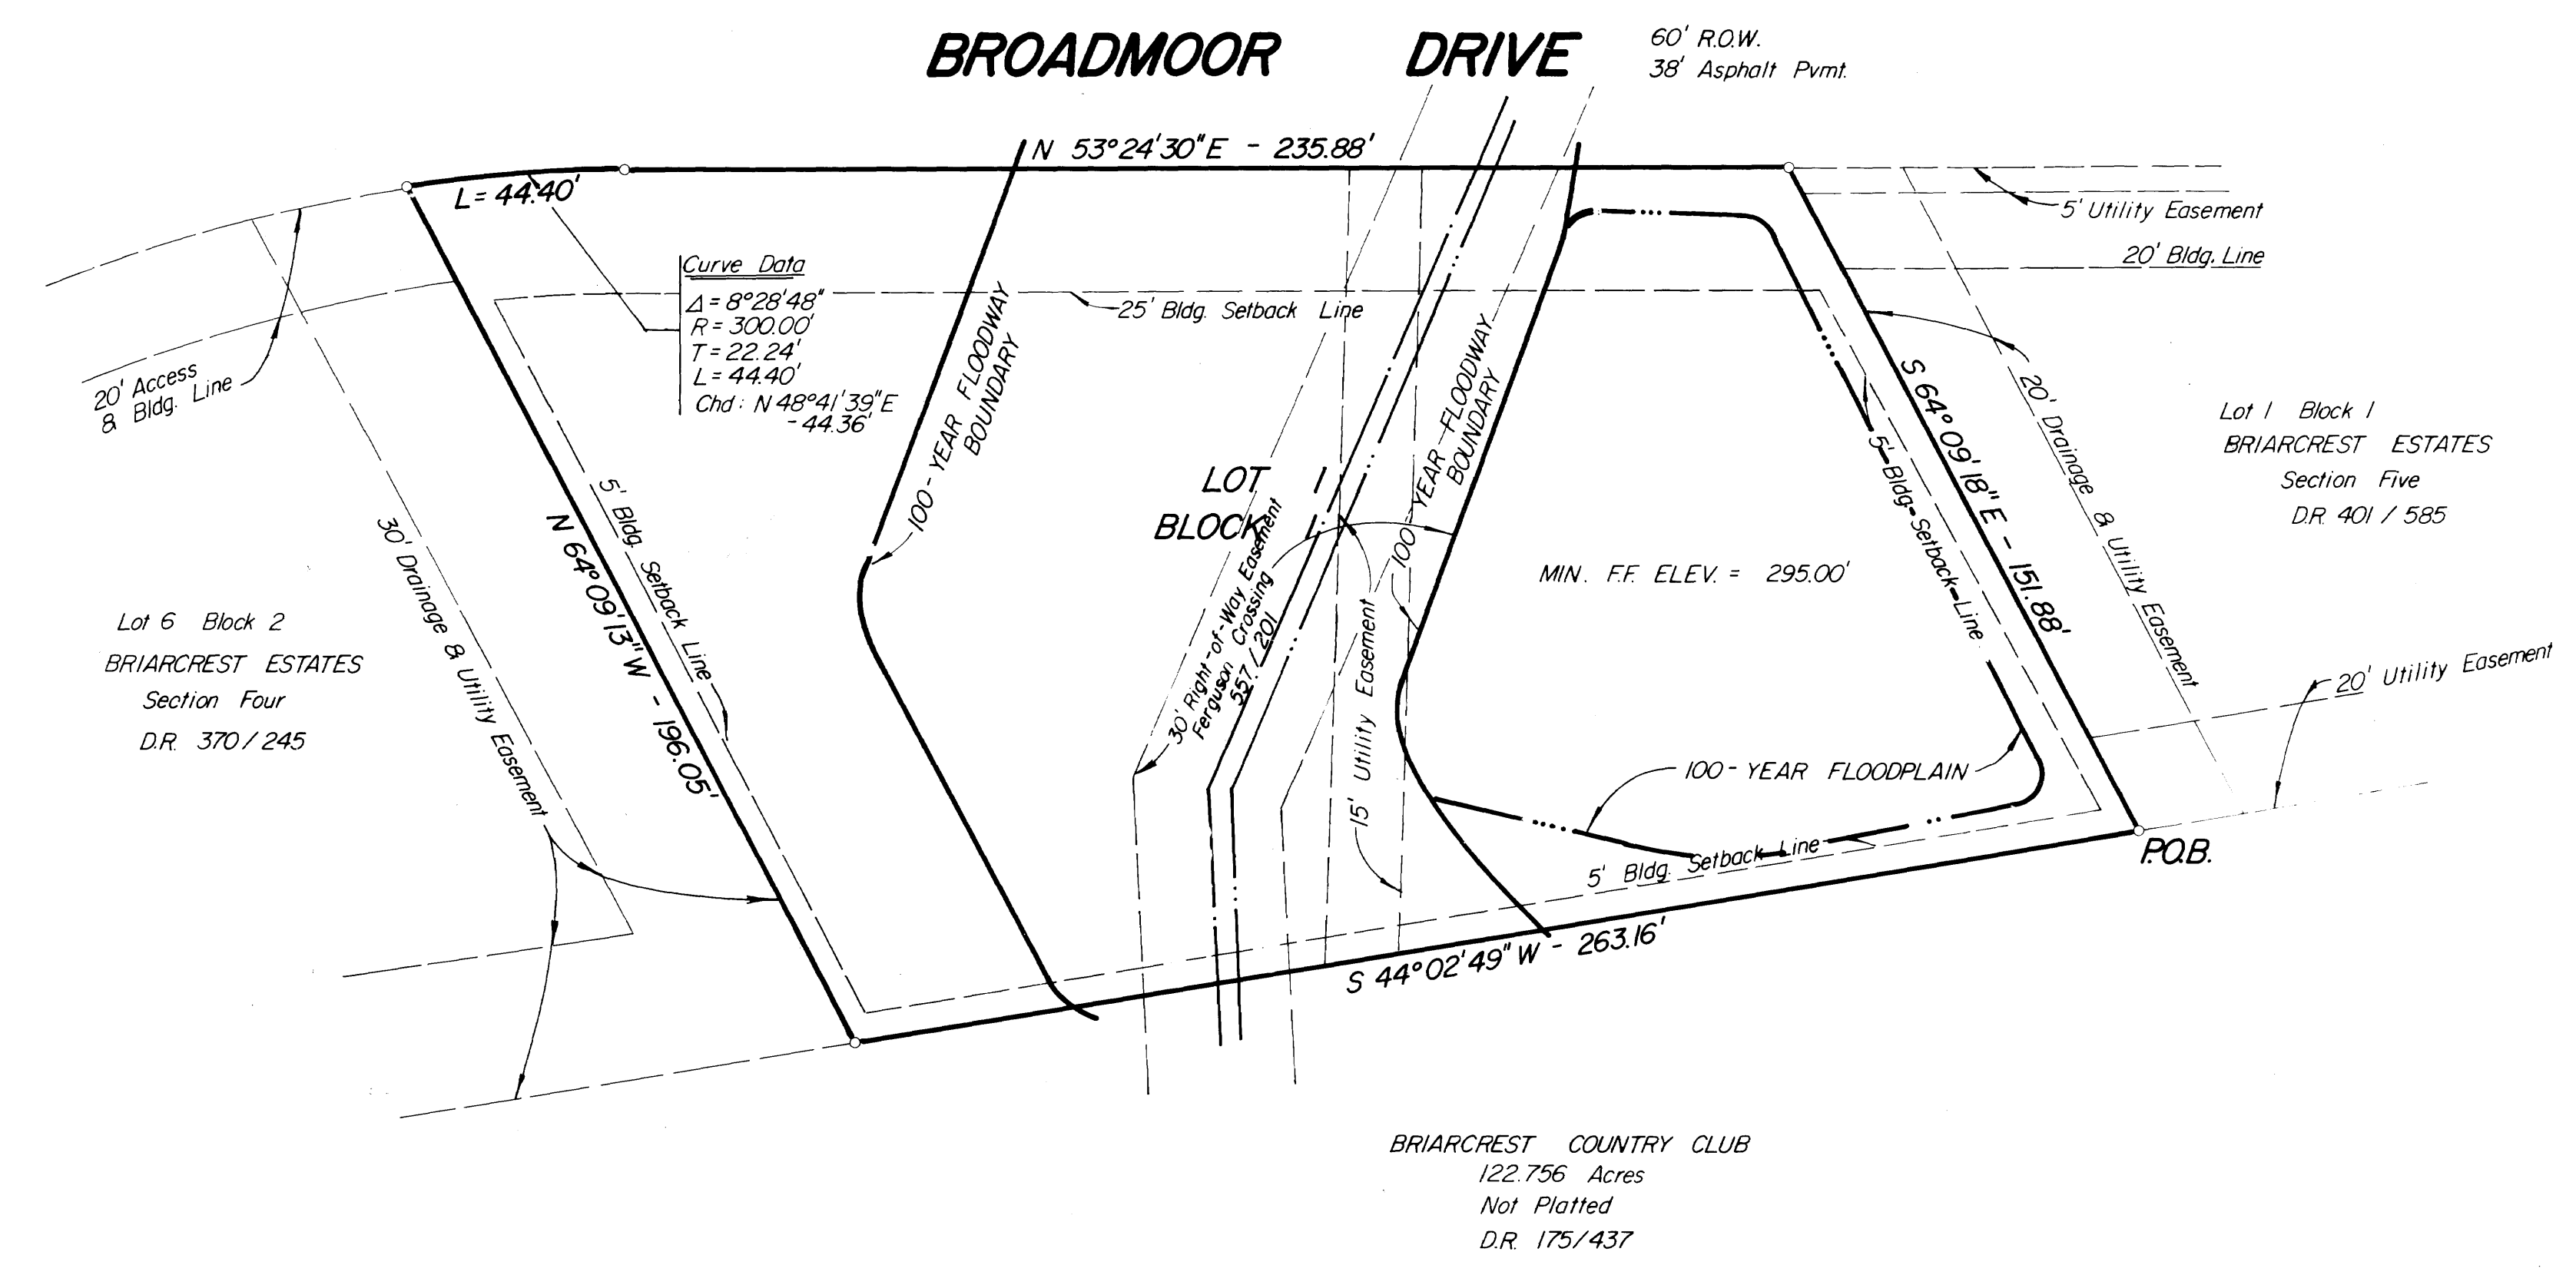 BROADMOOR DRIVE
60' R.O.W.
38' Asphalt Pvmt.
N 53°24'30"E - 235.88'
L= 44.40'
5' Utility Easement
20' Bldg. Line
Curve Data
Δ = 8°28'48"
R = 300.00'
T = 22.24'
L = 44.40'
Chd: N 48°41'39"E
- 44.36'
25' Bldg. Setback Line
20' Access
& Bldg. Line
100-YEAR FLOODWAY
BOUNDARY
100-YEAR FLOODWAY
BOUNDARY
S 64°09'18"E - 151.88'
5' Bldg. Setback Line
20' Drainage & Utility Easement
Lot 1 Block 1
BRIARCREST ESTATES
Section Five
D.R. 401 / 585
LOT 1
BLOCK 1
30' Right-of-Way Easement
Ferguson Crossing
557 / 201
15' Utility Easement
MIN. F.F. ELEV. = 295.00'
5' Bldg. Setback Line
N 64°09'13"W - 196.05'
30' Drainage & Utility Easement
Lot 6 Block 2
BRIARCREST ESTATES
Section Four
D.R. 370 / 245
20' Utility Easement
100-YEAR FLOODPLAIN
5' Bldg. Setback Line
P.O.B.
S 44°02'49"W - 263.16'
BRIARCREST COUNTRY CLUB
122.756 Acres
Not Platted
D.R. 175/437